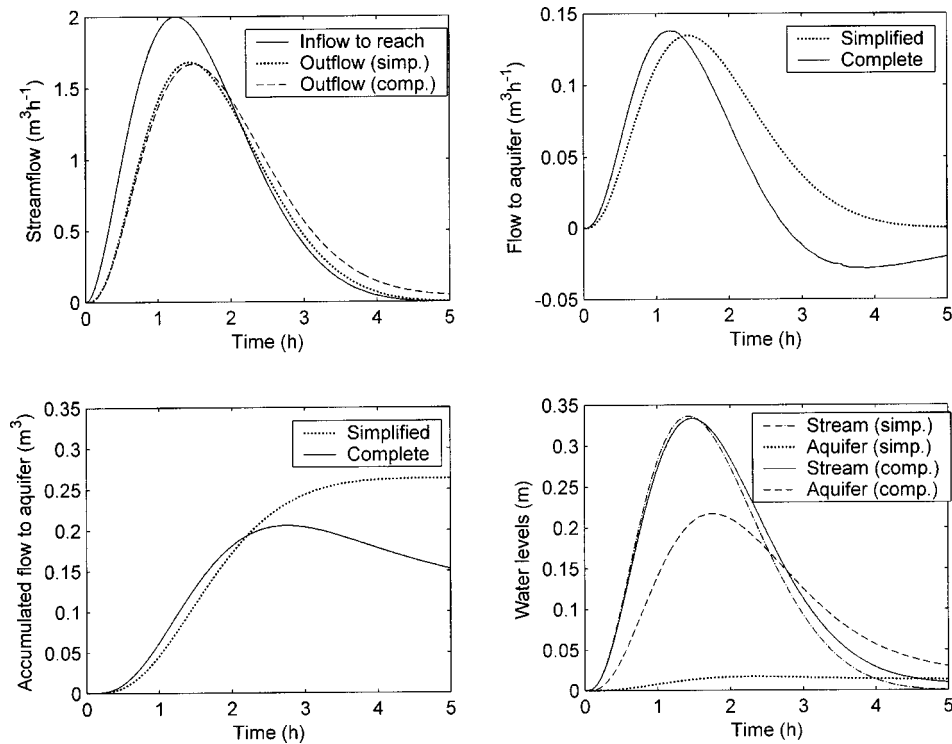 2
1.5
1
0.5
0
Streamflow (m³h⁻¹)
Inflow to reach
Outflow (simp.)
Outflow (comp.)
0 1 2 3 4 5
Time (h)
0.15
0.1
0.05
0
-0.05
Flow to aquifer (m³h⁻¹)
Simplified
Complete
0 1 2 3 4 5
Time (h)
0.35
0.3
0.25
0.2
0.15
0.1
0.05
0
Accumulated flow to aquifer (m³)
Simplified
Complete
0 1 2 3 4 5
Time (h)
0.35
0.3
0.25
0.2
0.15
0.1
0.05
0
Water levels (m)
Stream (simp.)
Aquifer (simp.)
Stream (comp.)
Aquifer (comp.)
0 1 2 3 4 5
Time (h)